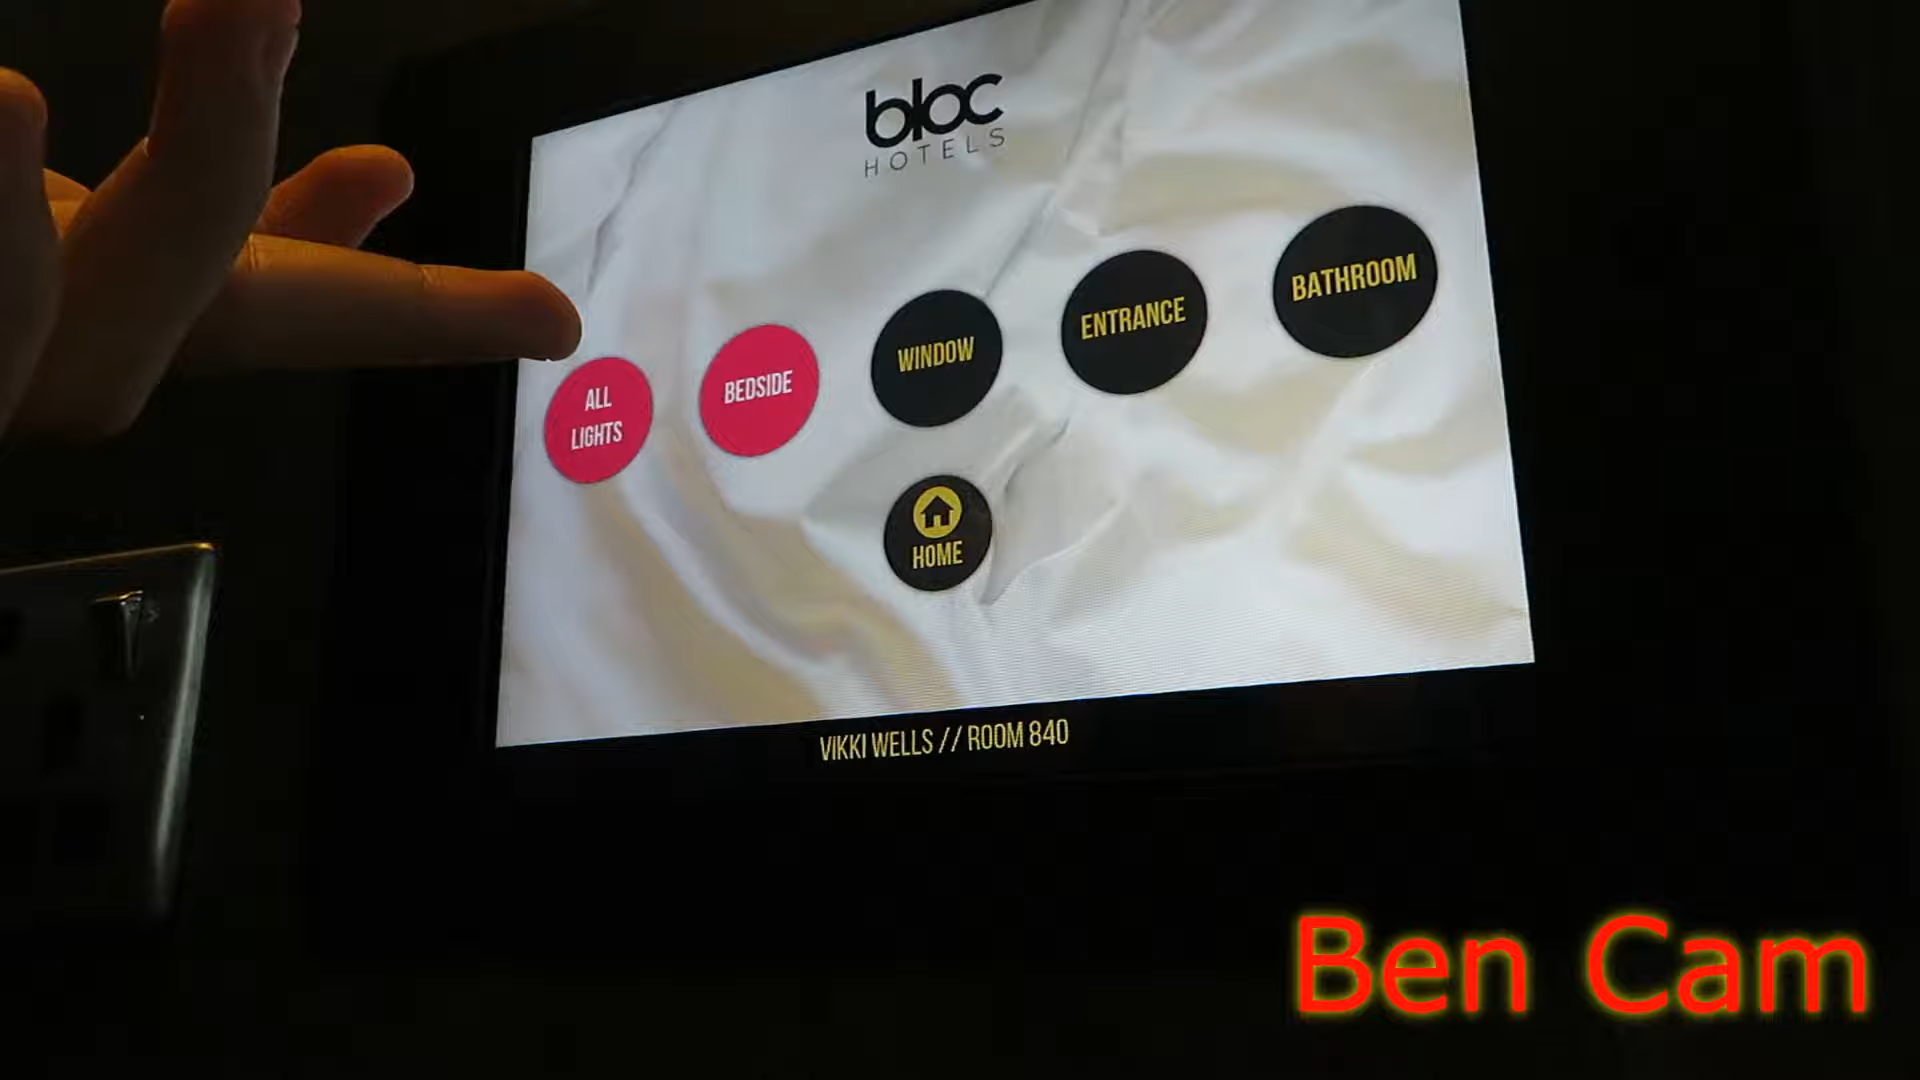 bloc
HOTELS
ALL
LIGHTS
BEDSIDE
WINDOW
ENTRANCE
BATHROOM
HOME
VIKKI WELLS // ROOM 840
Ben Cam